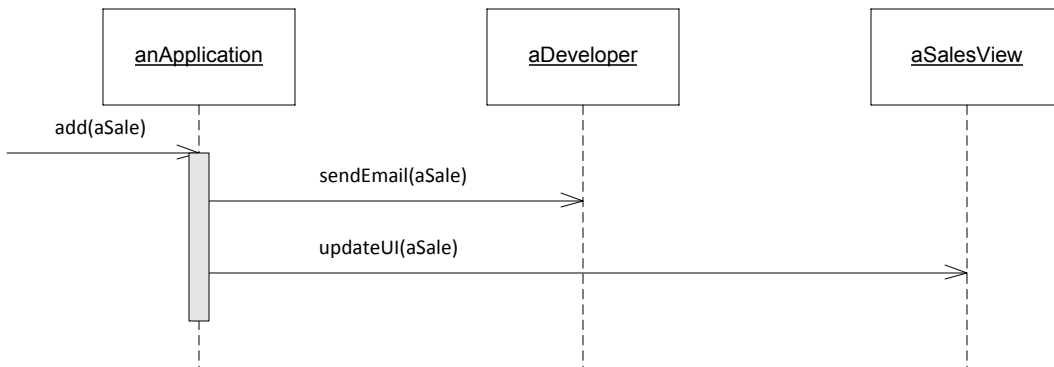 anApplication
aDeveloper
aSalesView
add(aSale)
sendEmail(aSale)
updateUI(aSale)